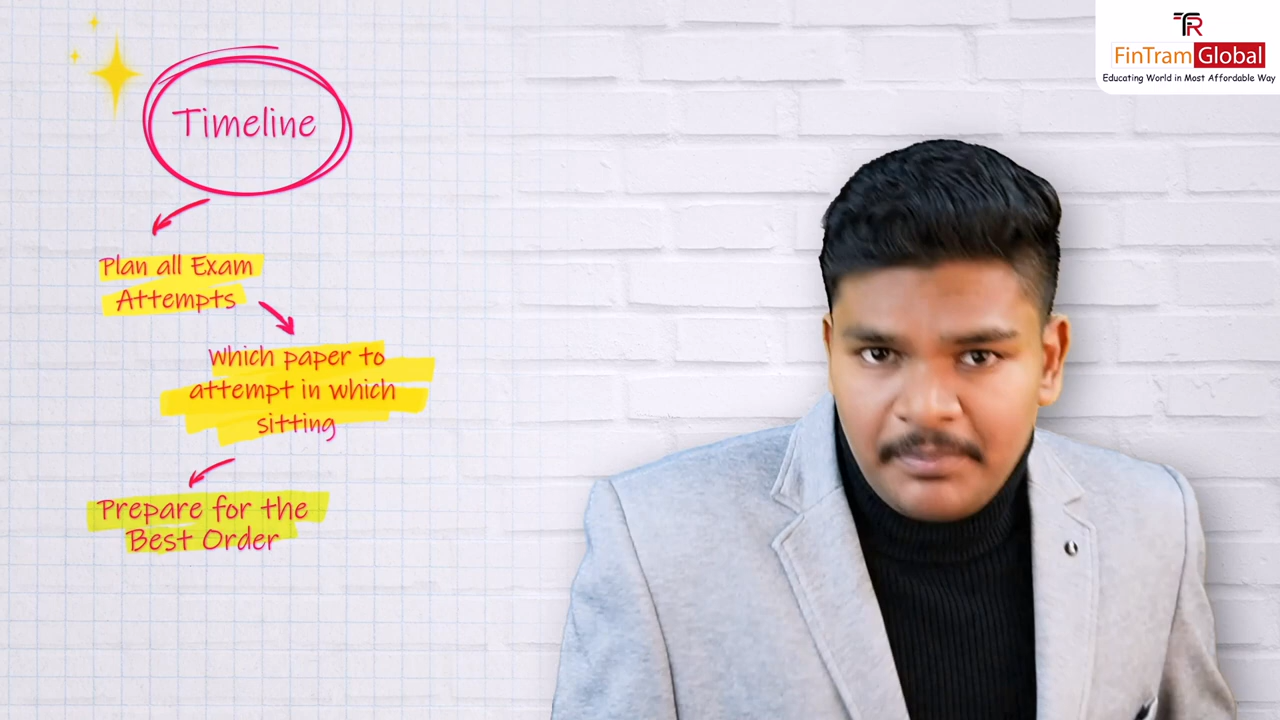 Timeline
Plan all Exam
Attempts
Which paper to
attempt in which
sitting
Prepare for the
Best Order
FinTram Global
Educating World in Most Affordable Way